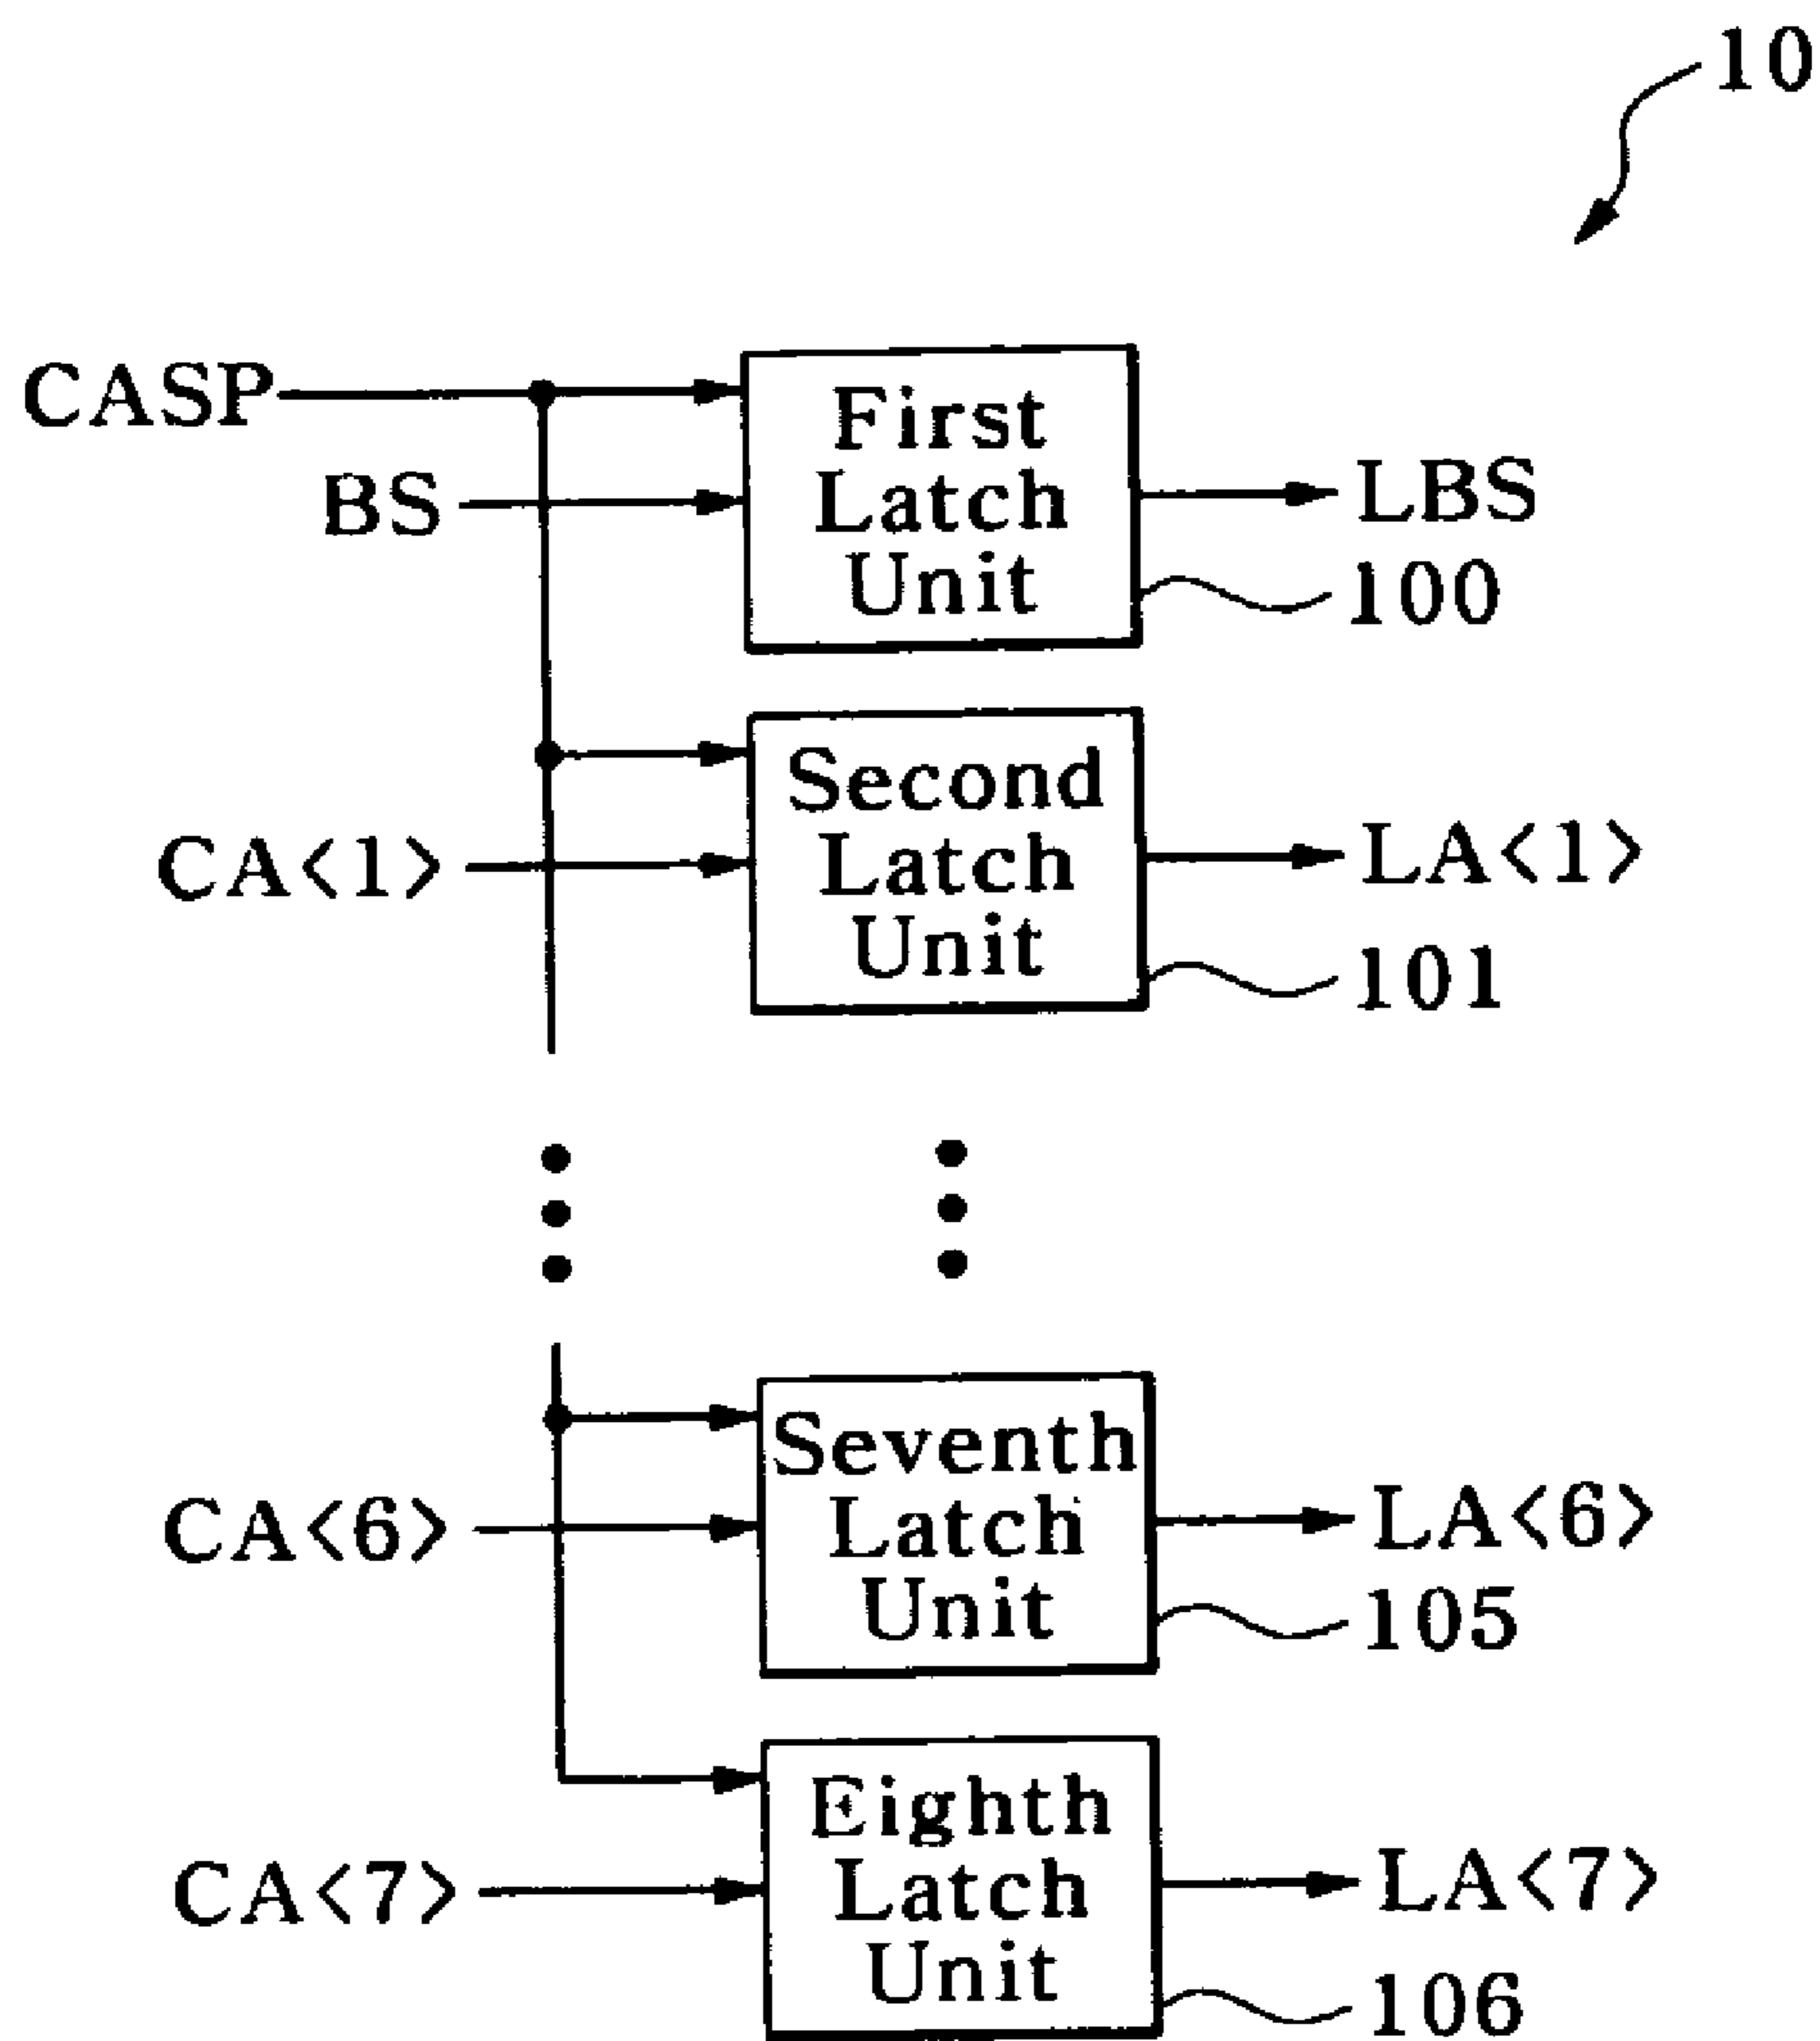 10
CASP
BS
First
Latch
Unit
LBS
100
CA<1>
Second
Latch
Unit
LA<1>
101
CA<6>
Seventh
Latch
Unit
LA<6>
105
CA<7>
Eighth
Latch
Unit
LA<7>
106